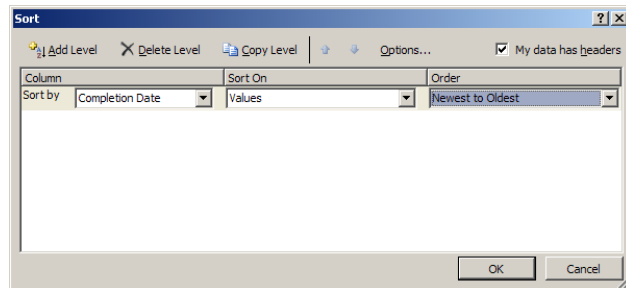 Sort
Add Level Delete Level Copy Level Options... My data has headers
Column Sort On Order
Sort by Completion Date Values Newest to Oldest
OK Cancel